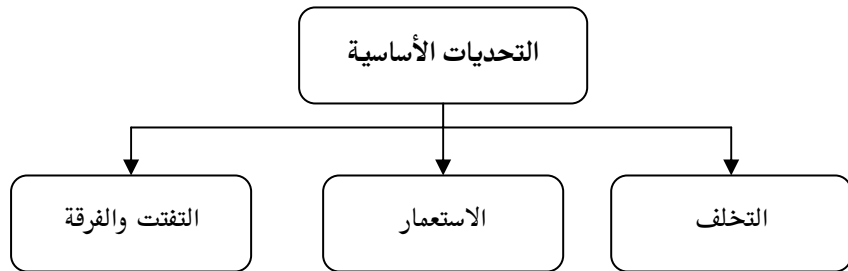 التحديات الأساسية
التخلف
الاستعمار
التفتت والفرقة